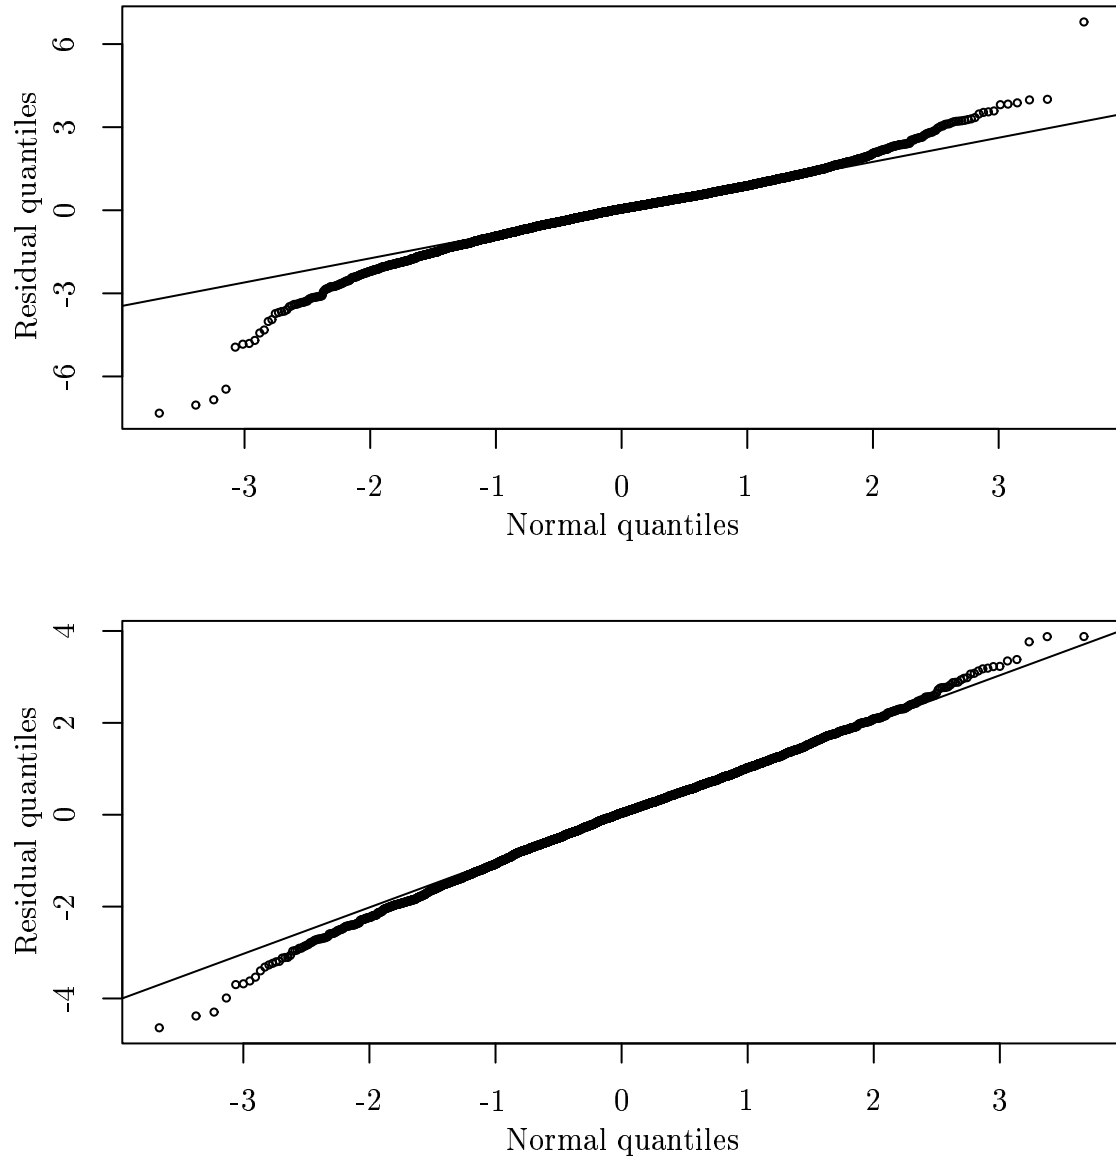 6
3
0
-3
-6
Residual quantiles
-3 -2 -1 0 1 2 3
Normal quantiles
4
2
0
-2
-4
Residual quantiles
-3 -2 -1 0 1 2 3
Normal quantiles